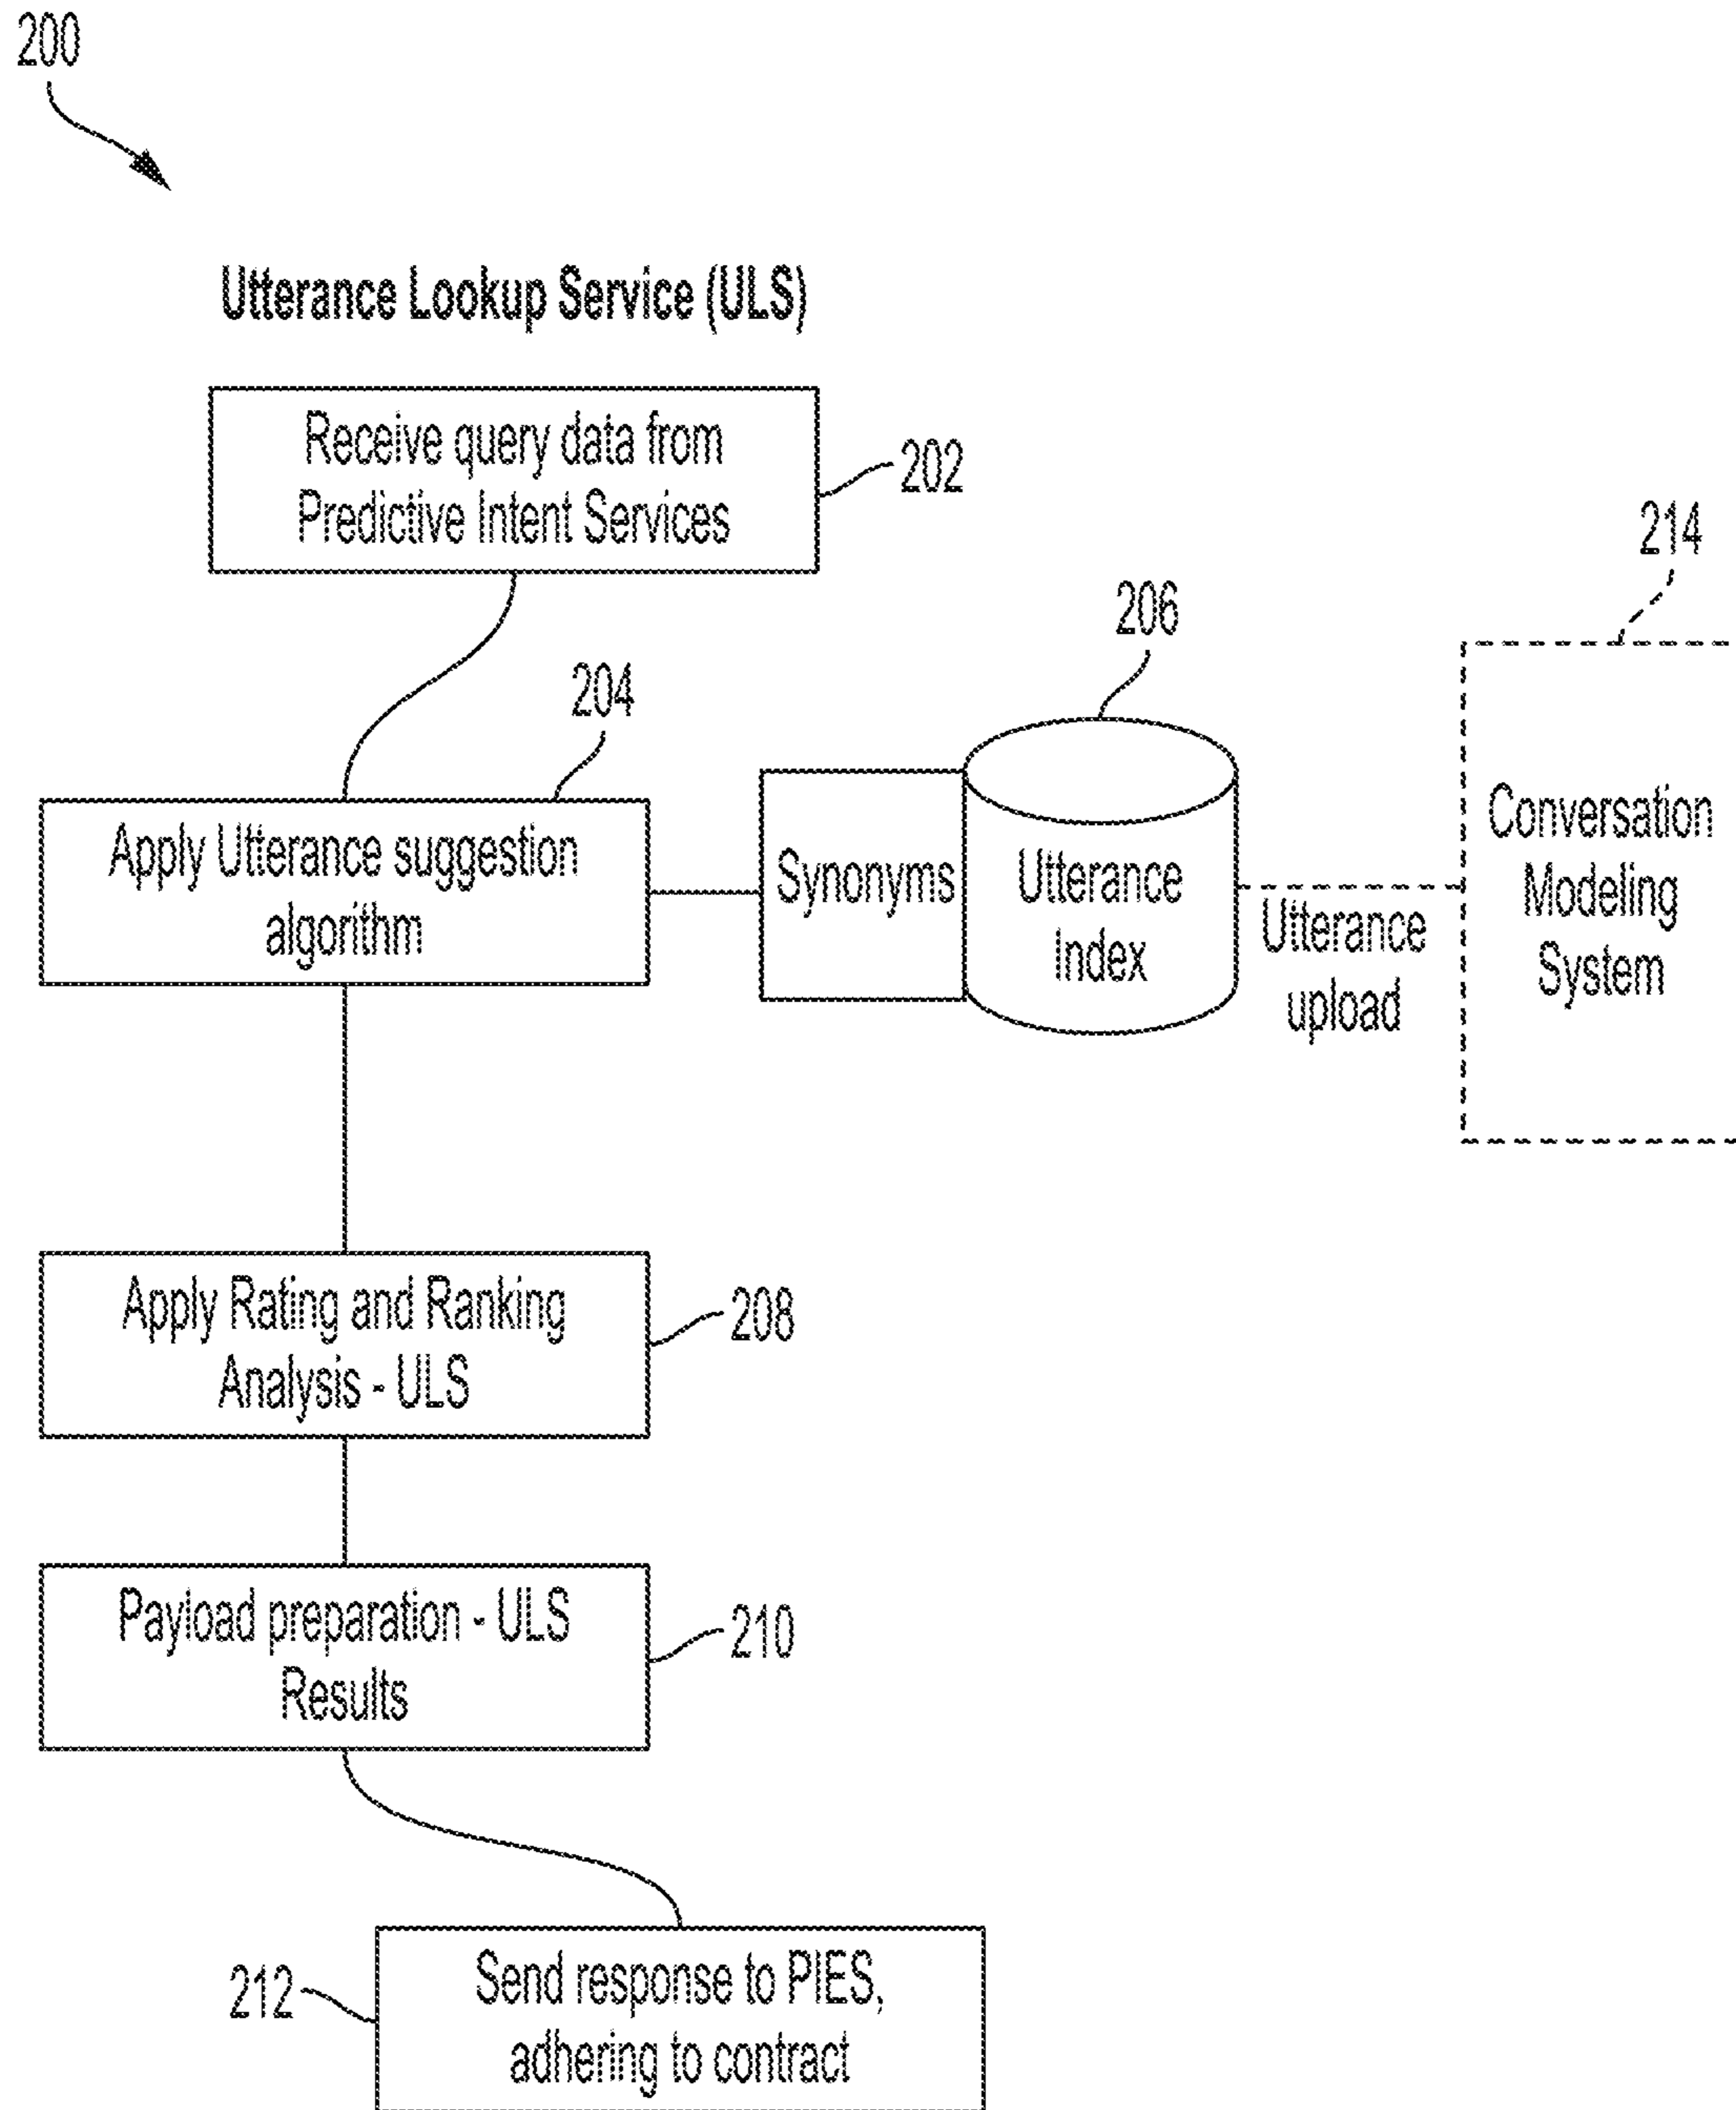 200
Utterance Lookup Service (ULS)
Receive query data from
Predictive Intent Services
202
214
206
204
Apply Utterance suggestion
algorithm
Synonyms
Utterance
Index
Utterance
upload
Conversation
Modeling
System
Apply Rating and Ranking
Analysis - ULS
208
Payload preparation - ULS
Results
210
212
Send response to PIES,
adhering to contract